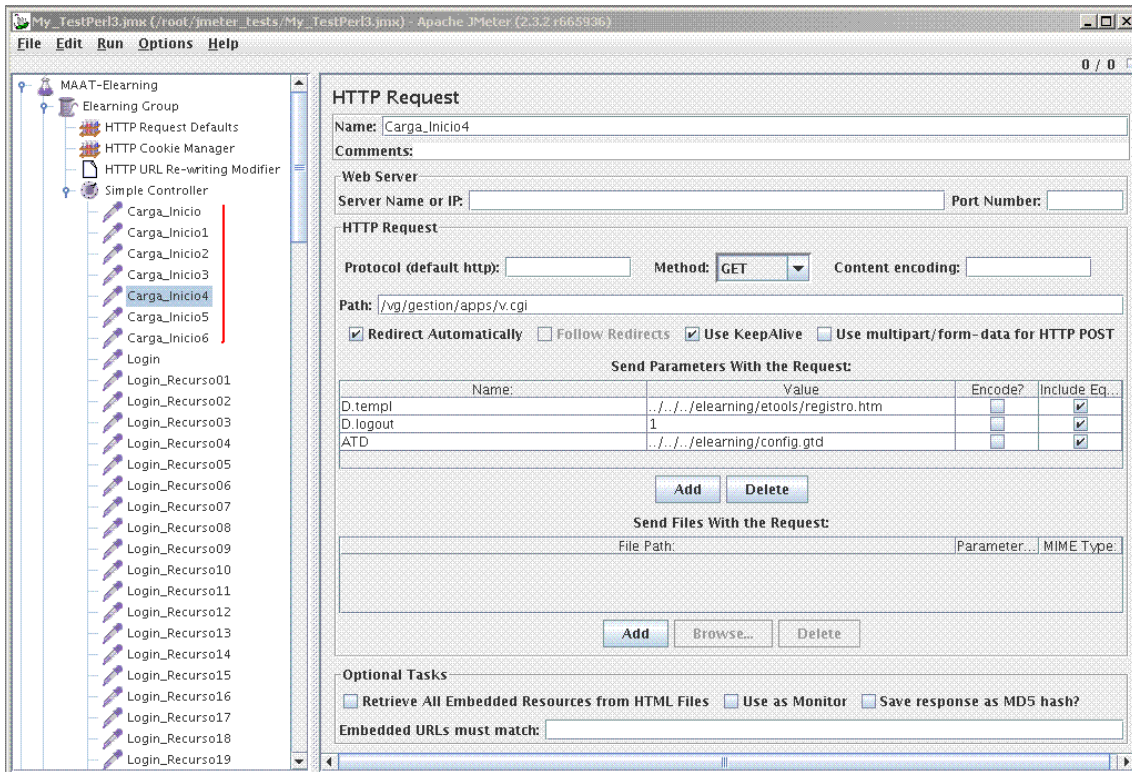 My_TestPerl3.jmx (/root/jmeter_tests/My_TestPerl3.jmx) - Apache JMeter (2.3.2 r665936)
File Edit Run Options Help
0 / 0
MAAT-Elearning
Elearning Group
HTTP Request Defaults
HTTP Cookie Manager
HTTP URL Re-writing Modifier
Simple Controller
Carga_Inicio
Carga_Inicio1
Carga_Inicio2
Carga_Inicio3
Carga_Inicio4
Carga_Inicio5
Carga_Inicio6
Login
Login_Recurso01
Login_Recurso02
Login_Recurso03
Login_Recurso04
Login_Recurso05
Login_Recurso06
Login_Recurso07
Login_Recurso08
Login_Recurso09
Login_Recurso10
Login_Recurso11
Login_Recurso12
Login_Recurso13
Login_Recurso14
Login_Recurso15
Login_Recurso16
Login_Recurso17
Login_Recurso18
Login_Recurso19
HTTP Request
Name: Carga_Inicio4
Comments:
Web Server
Server Name or IP: Port Number:
HTTP Request
Protocol (default http): Method: GET Content encoding:
Path: /vg/gestion/apps/v.cgi
Redirect Automatically Follow Redirects Use KeepAlive Use multipart/form-data for HTTP POST
Send Parameters With the Request:
Name: Value Encode? Include Eq...
D.templ ../../../elearning/etools/registro.htm
D.logout 1
ATD ../../../elearning/config.gtd
Add Delete
Send Files With the Request:
File Path: Parameter... MIME Type:
Add Browse... Delete
Optional Tasks
Retrieve All Embedded Resources from HTML Files Use as Monitor Save response as MD5 hash?
Embedded URLs must match: